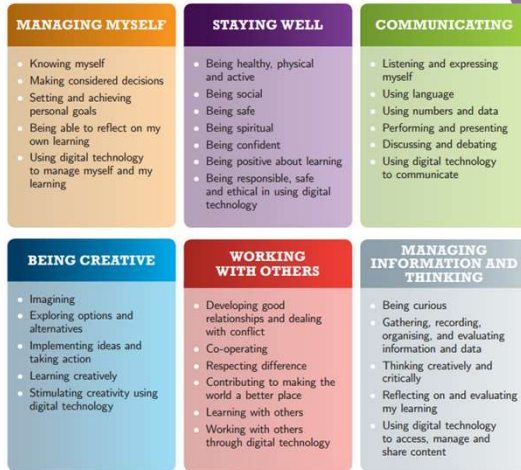 MANAGING MYSELF
Knowing myself
Making considered decisions
Setting and achieving
personal goals
Being able to reflect on my
own learning
Using digital technology
to manage myself and my
learning
STAYING WELL
Being healthy, physical
and active
Being social
Being safe
Being spiritual
Being confident
Being positive about learning
Being responsible, safe
and ethical in using digital
technology
COMMUNICATING
Listening and expressing
myself
Using language
Using numbers and data
Performing and presenting
Discussing and debating
Using digital technology
to communicate
BEING CREATIVE
Imagining
Exploring options and
alternatives
Implementing ideas and
taking action
Learning creatively
Stimulating creativity using
digital technology
WORKING
WITH OTHERS
Developing good
relationships and dealing
with conflict
Co-operating
Respecting difference
Contributing to making the
world a better place
Learning with others
Working with others
through digital technology
MANAGING
INFORMATION AND
THINKING
Being curious
Gathering, recording,
organising, and evaluating
information and data
Thinking creatively and
critically
Reflecting on and evaluating
my learning
Using digital technology
to access, manage and
share content